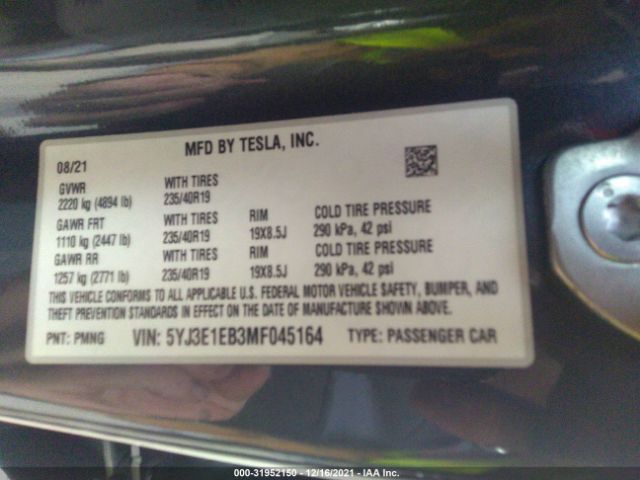 MFD BY TESLA, INC.
08/21
GVWR WITH TIRES
2220 kg (4894 lb) 235/40R19
GAWR FRT WITH TIRES RIM COLD TIRE PRESSURE
1110 kg (2447 lb) 235/40R19 19X8.5J 290 kPa, 42 psi
GAWR RR WITH TIRES RIM COLD TIRE PRESSURE
1257 kg (2771 lb) 235/40R19 19X8.5J 290 kPa, 42 psi
THIS VEHICLE CONFORMS TO ALL APPLICABLE U.S. FEDERAL MOTOR VEHICLE SAFETY, BUMPER, AND
THEFT PREVENTION STANDARDS IN EFFECT ON THE DATE OF MANUFACTURE SHOWN ABOVE.
PNT: PMNG VIN: 5YJ3E1EB3MF045164 TYPE: PASSENGER CAR
000-31952150 - 12/16/2021 - IAA Inc.